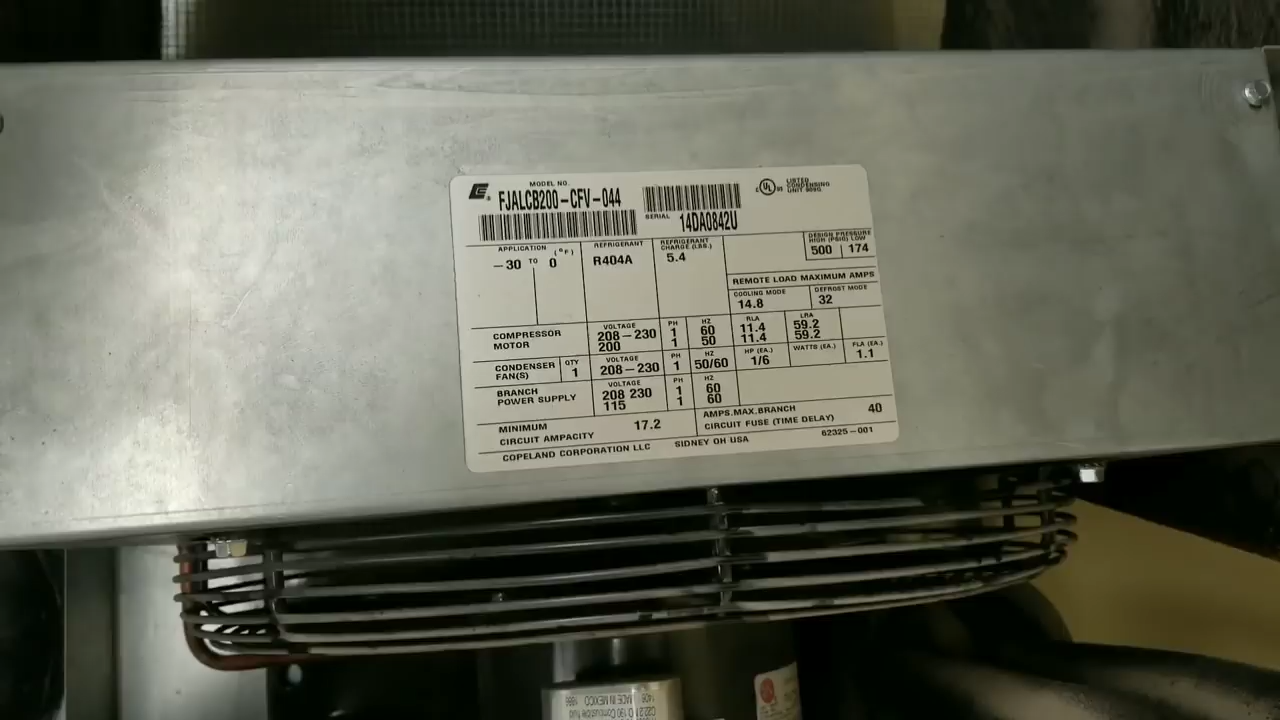 MODEL NO.
FJALCB200-CFV-044
SERIAL 14DA0842U
LISTED
CONDENSING
UNIT
APPLICATION (°F)
-30 TO 0
REFRIGERANT
R404A
REFRIGERANT
CHARGE (LBS.)
5.4
DESIGN PRESSURE
HIGH (PSIG) LOW
500 174
REMOTE LOAD MAXIMUM AMPS
COOLING MODE
14.8
DEFROST MODE
32
COMPRESSOR
MOTOR
VOLTAGE PH HZ RLA LRA
208-230 1 60 11.4 59.2
200 1 50 11.4 59.2
CONDENSER
FAN(S)
QTY VOLTAGE PH HZ HP (EA.) WATTS (EA.) FLA (EA.)
1 208-230 1 50/60 1/6 1.1
BRANCH
POWER SUPPLY
VOLTAGE PH HZ
208 230 1 60
115 1 60
MINIMUM
CIRCUIT AMPACITY 17.2
AMPS.MAX.BRANCH
CIRCUIT FUSE (TIME DELAY) 40
COPELAND CORPORATION LLC SIDNEY OH USA 62325-001
MADE IN MEXICO